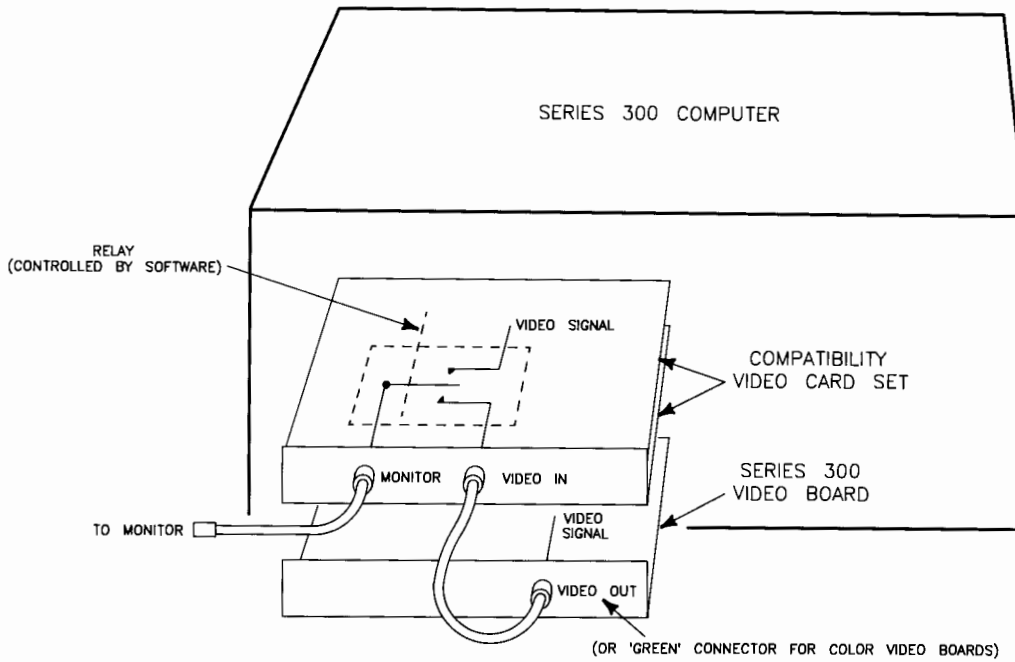 SERIES 300 COMPUTER
RELAY
(CONTROLLED BY SOFTWARE)
VIDEO SIGNAL
COMPATIBILITY
VIDEO CARD SET
MONITOR
VIDEO IN
SERIES 300
VIDEO BOARD
TO MONITOR
VIDEO
SIGNAL
VIDEO OUT
(OR 'GREEN' CONNECTOR FOR COLOR VIDEO BOARDS)